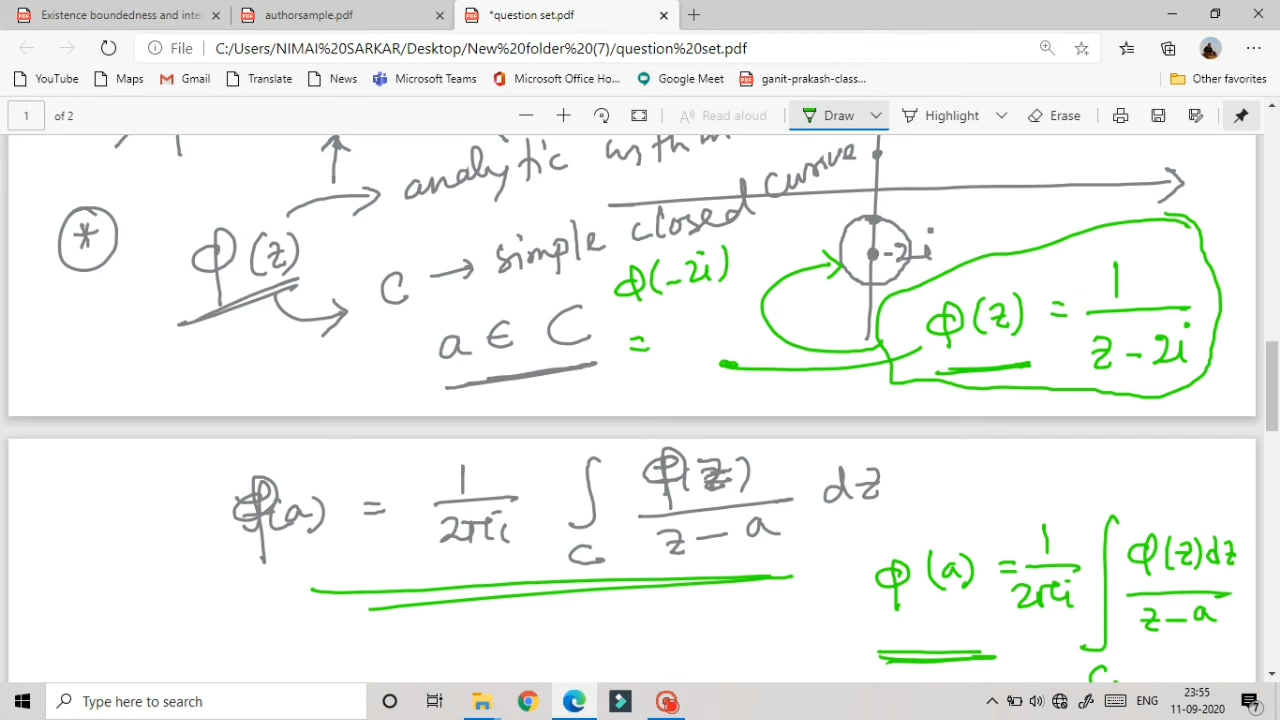 Existence boundedness and inte
authorsample.pdf
*question set.pdf
File C:/Users/NIMAI%20SARKAR/Desktop/New%20folder%20(7)/question%20set.pdf
YouTube Maps Gmail Translate News Microsoft Teams Microsoft Office Ho... Google Meet ganit-prakash-class... Other favorites
1 of 2 Read aloud Draw Highlight Erase
analytic within
* φ(z) C → simple closed curve
-2i
a ∈ C
φ(-2i) =
φ(z) = 1/(z - 2i)
φ(a) = 1/(2πi) ∫_C φ(z)/(z - a) dz
φ(a) = 1/(2πi) ∫_C φ(z)dz/(z - a)
Type here to search
ENG 23:55
11-09-2020
7